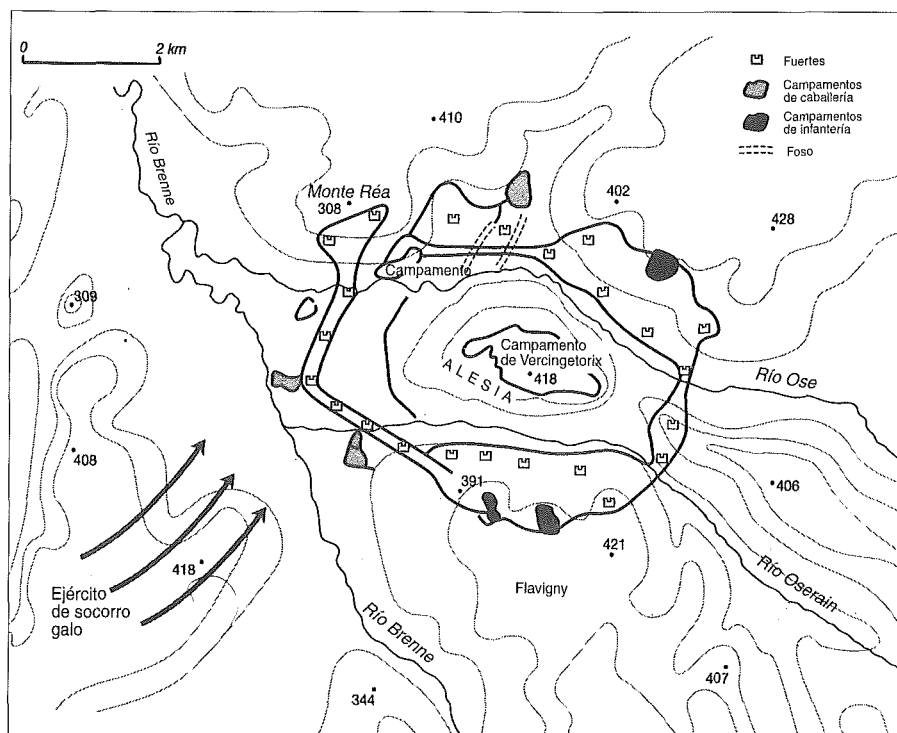 0 2 km
Fuertes
Campamentos
de caballería
Campamentos
de infantería
Foso
410
Río Brenne
Monte Réa
308
402
428
Campamento
309
Campamento
de Vercingetorix
418
ALESIA
Río Ose
408
391
406
421
418
Ejército
de socorro
galo
Flavigny
Río Oserain
Río Brenne
407
344